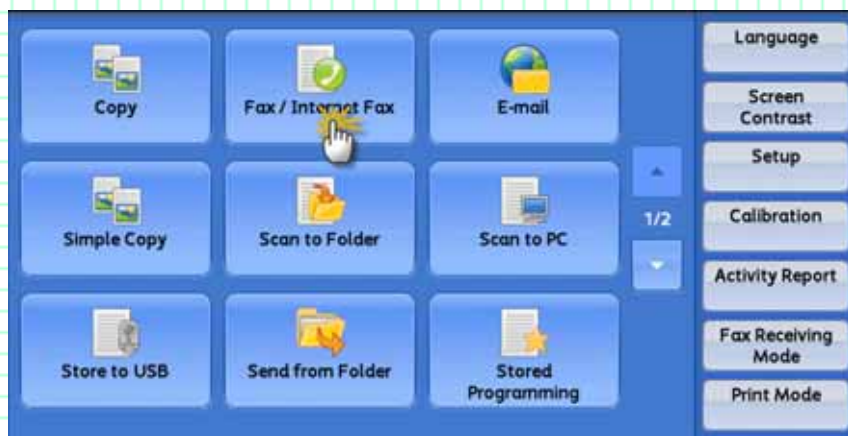 Copy
Fax / Internet Fax
E-mail
Simple Copy
Scan to Folder
Scan to PC
1/2
Store to USB
Send from Folder
Stored
Programming
Language
Screen
Contrast
Setup
Calibration
Activity Report
Fax Receiving
Mode
Print Mode